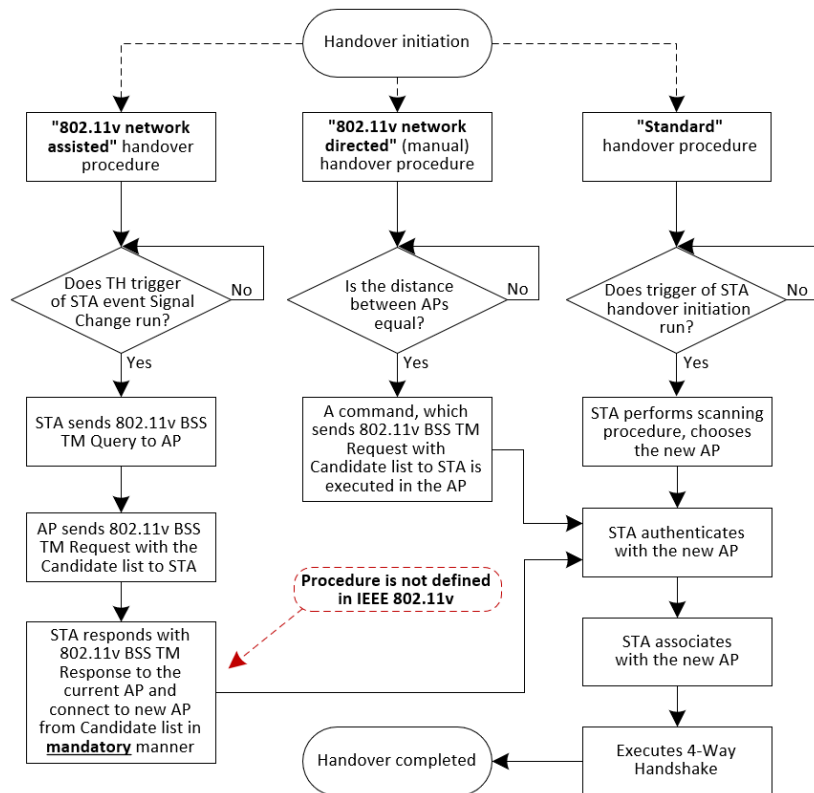 Handover initiation
"802.11v network
assisted" handover
procedure
"802.11v network
directed" (manual)
handover procedure
"Standard"
handover procedure
Does TH trigger
of STA event Signal
Change run?
No
Yes
Is the distance
between APs
equal?
No
Yes
Does trigger of STA
handover initiation
run?
No
Yes
STA sends 802.11v BSS
TM Query to AP
A command, which
sends 802.11v BSS TM
Request with
Candidate list to STA is
executed in the AP
STA performs scanning
procedure, chooses
the new AP
AP sends 802.11v BSS
TM Request with the
Candidate list to STA
STA authenticates
with the new AP
Procedure is not defined
in IEEE 802.11v
STA responds with
802.11v BSS TM
Response to the
current AP and
connect to new AP
from Candidate list in
mandatory manner
STA associates
with the new AP
Handover completed
Executes 4-Way
Handshake